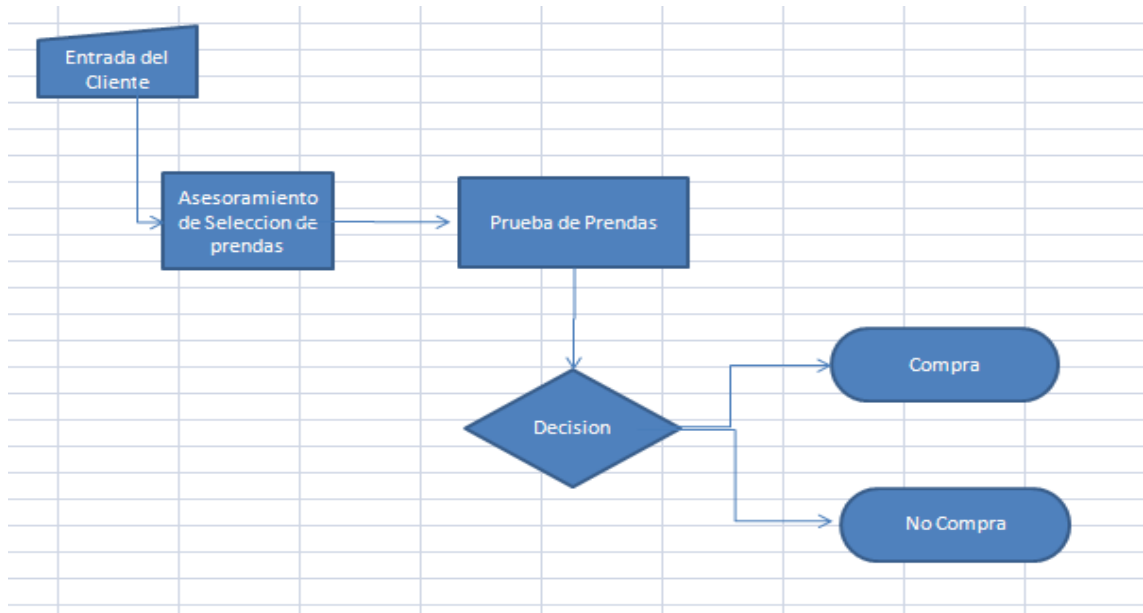 Entrada del
Cliente
Asesoramiento
de Seleccion de
prendas
Prueba de Prendas
Decision
Compra
No Compra